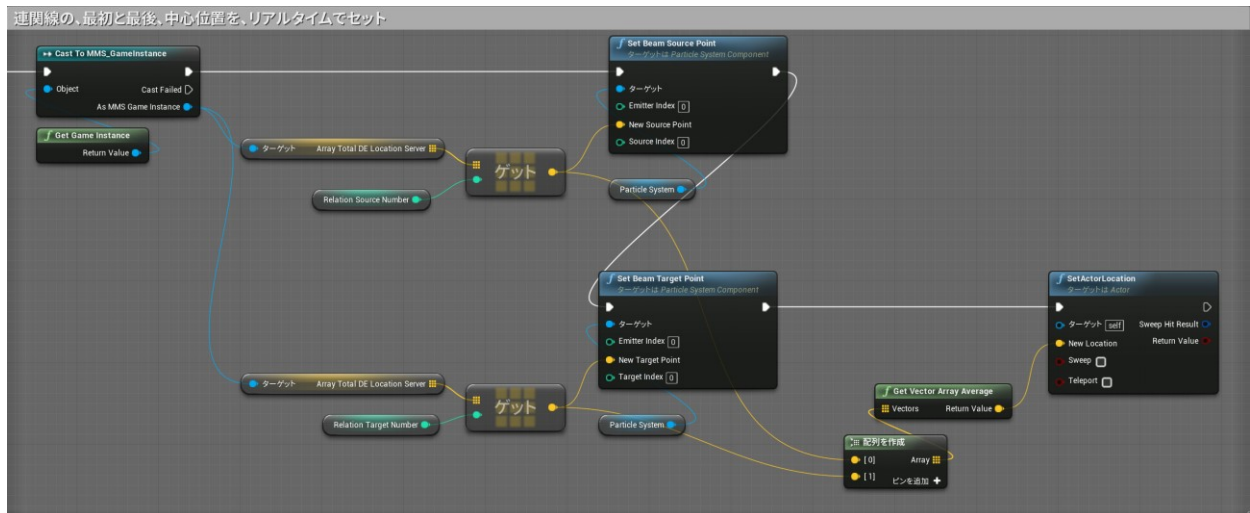 連関線の、最初と最後、中心位置を、リアルタイムでセット
Cast To MMS_GameInstance
Object
Cast Failed
As MMS Game Instance
Get Game Instance
Return Value
ターゲット Array Total DE Location Server
Relation Source Number
ゲット
Set Beam Source Point
ターゲットは Particle System Component
ターゲット
Emitter Index 0
New Source Point
Source Index 0
Particle System
ターゲット Array Total DE Location Server
Relation Target Number
ゲット
Set Beam Target Point
ターゲットは Particle System Component
ターゲット
Emitter Index 0
New Target Point
Target Index 0
Particle System
配列を作成
[0] Array
[1] ピンを追加
Get Vector Array Average
Vectors Return Value
SetActorLocation
ターゲットは Actor
ターゲット self Sweep Hit Result
New Location Return Value
Sweep
Teleport